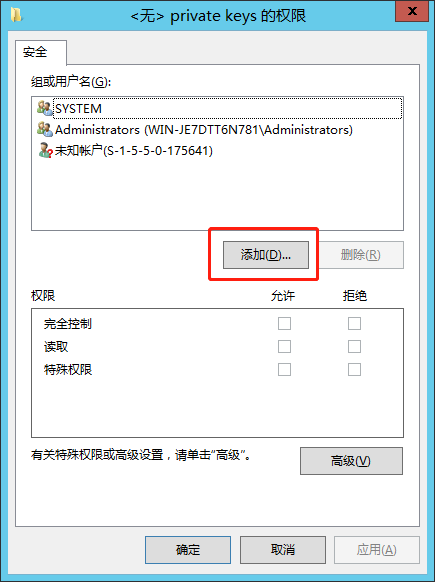 <无> private keys 的权限
安全
组或用户名(G):
SYSTEM
Administrators (WIN-JE7DTT6N781\Administrators)
未知帐户(S-1-5-5-0-175641)
添加(D)... 删除(R)
权限 允许 拒绝
完全控制
读取
特殊权限
有关特殊权限或高级设置，请单击“高级”。 高级(V)
确定 取消 应用(A)